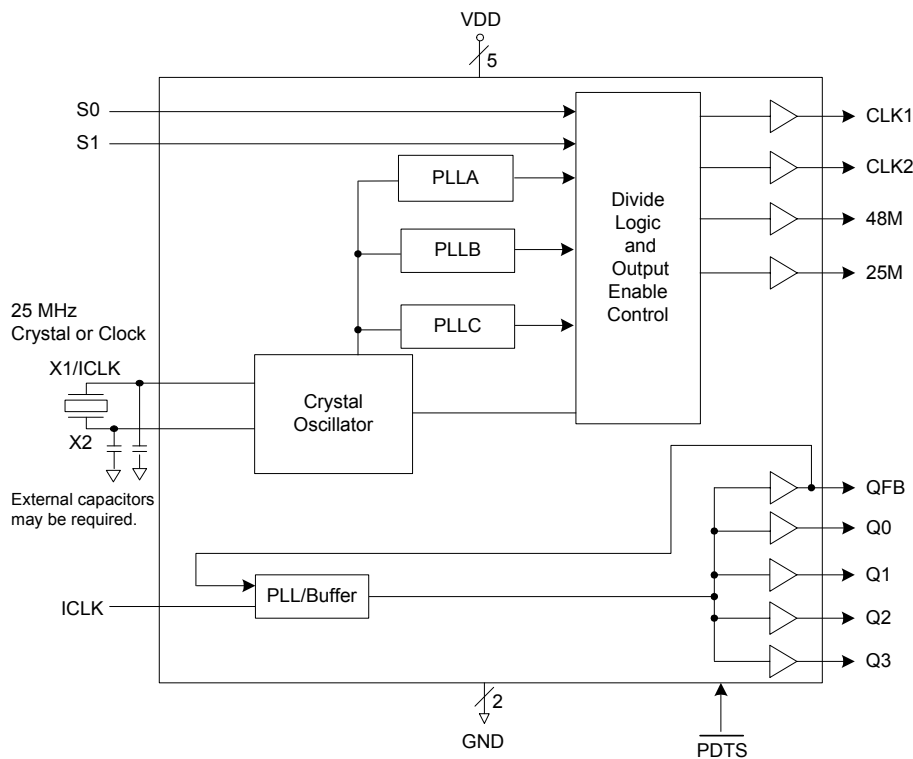 VDD
5
S0
S1
PLLA
PLLB
PLLC
Divide
Logic
and
Output
Enable
Control
CLK1
CLK2
48M
25M
25 MHz
Crystal or Clock
X1/ICLK
X2
Crystal
Oscillator
External capacitors
may be required.
ICLK
PLL/Buffer
QFB
Q0
Q1
Q2
Q3
2
GND
PDTS